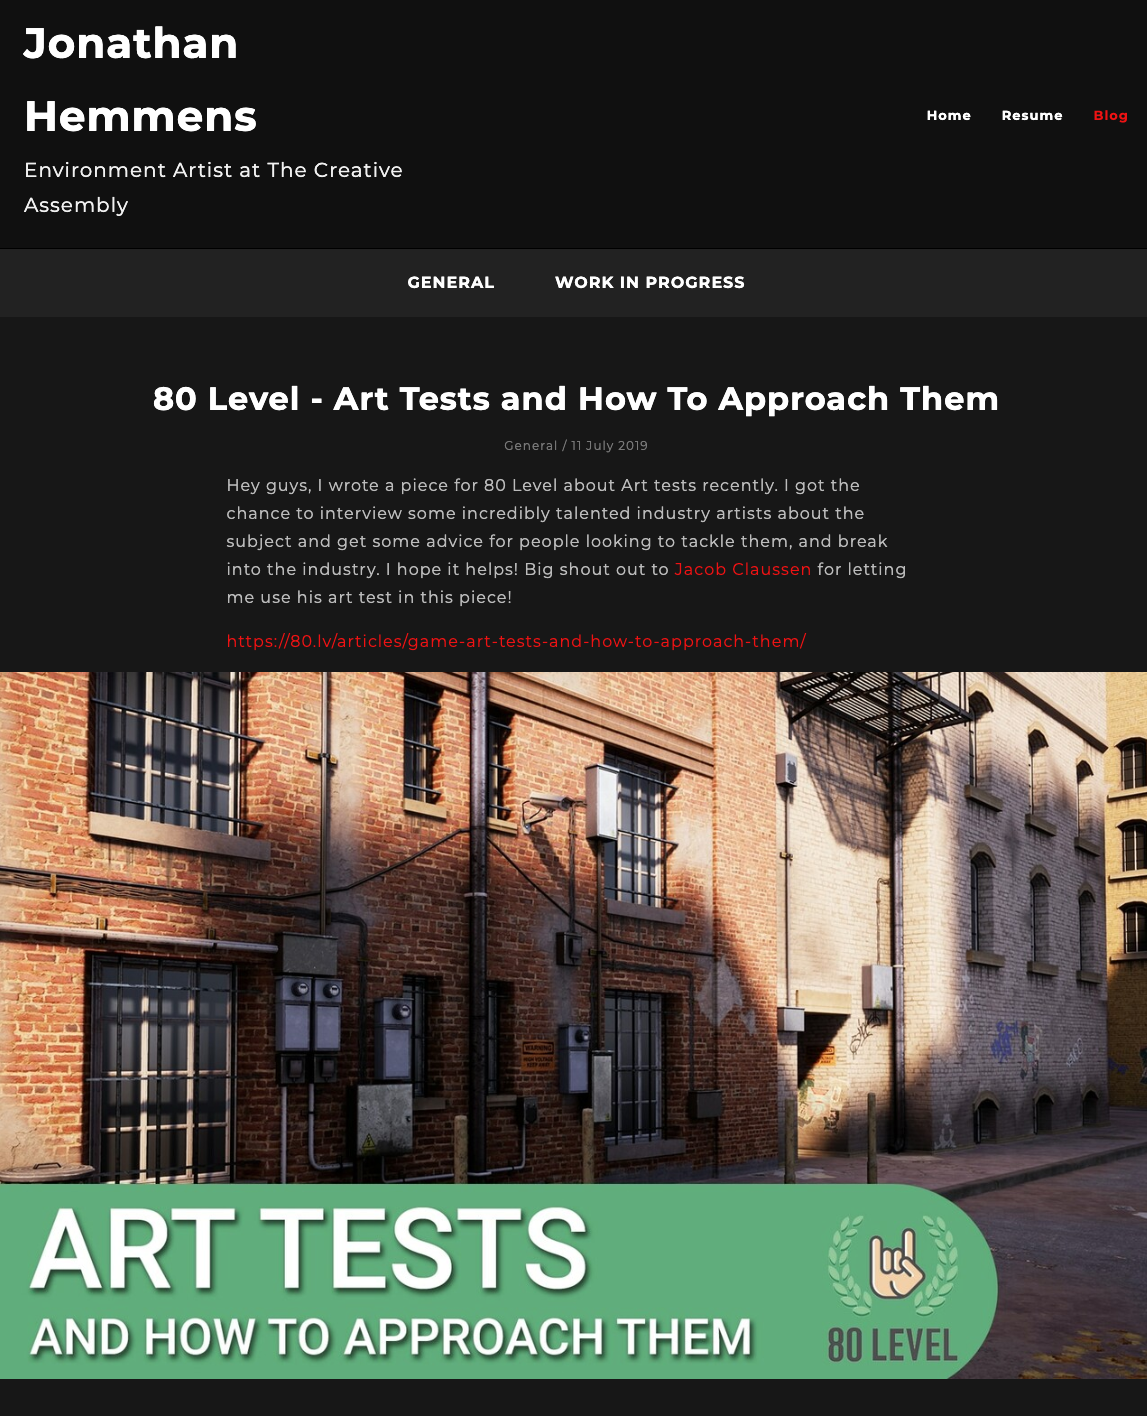 Jonathan
Hemmens
Environment Artist at The Creative
Assembly
Home Resume Blog
GENERAL WORK IN PROGRESS
80 Level - Art Tests and How To Approach Them
General / 11 July 2019
Hey guys, I wrote a piece for 80 Level about Art tests recently. I got the
chance to interview some incredibly talented industry artists about the
subject and get some advice for people looking to tackle them, and break
into the industry. I hope it helps! Big shout out to Jacob Claussen for letting
me use his art test in this piece!
https://80.lv/articles/game-art-tests-and-how-to-approach-them/
ART TESTS
AND HOW TO APPROACH THEM
80 LEVEL